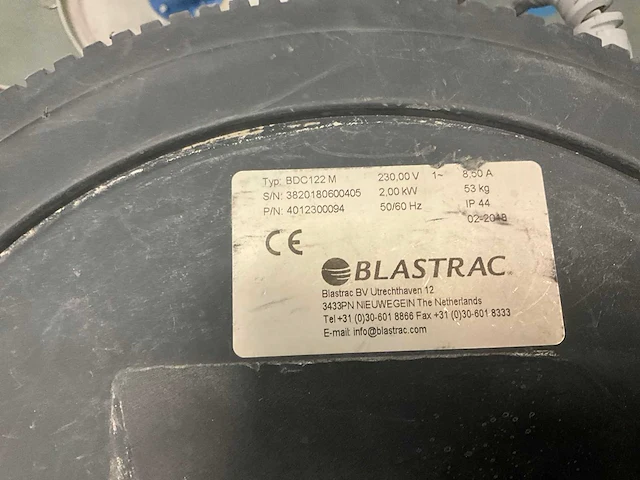 Typ: BDC122 M 230,00 V 1~ 8,60 A
S/N: 3820180600405 2,00 kW 53 kg
P/N: 4012300094 50/60 Hz IP 44
02-2018
CE
BLASTRAC
Blastrac BV Utrechthaven 12
3433PN NIEUWEGEIN The Netherlands
Tel +31 (0)30-601 8866 Fax +31 (0)30-601 8333
E-mail: info@blastrac.com